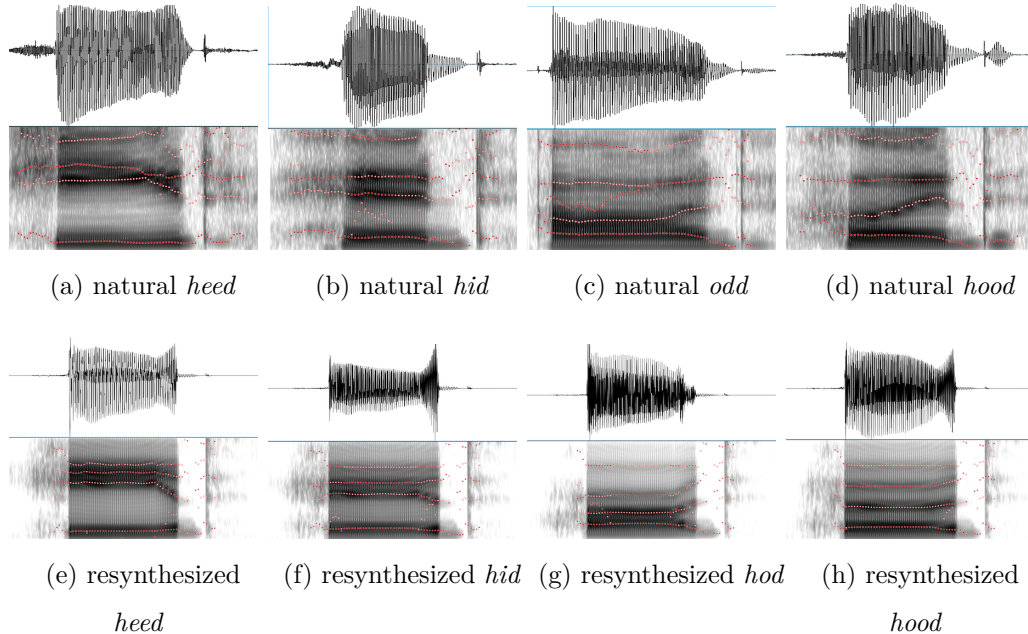 (a) natural heed
(b) natural hid
(c) natural odd
(d) natural hood
(e) resynthesized
heed
(f) resynthesized hid
(g) resynthesized hod
(h) resynthesized
hood